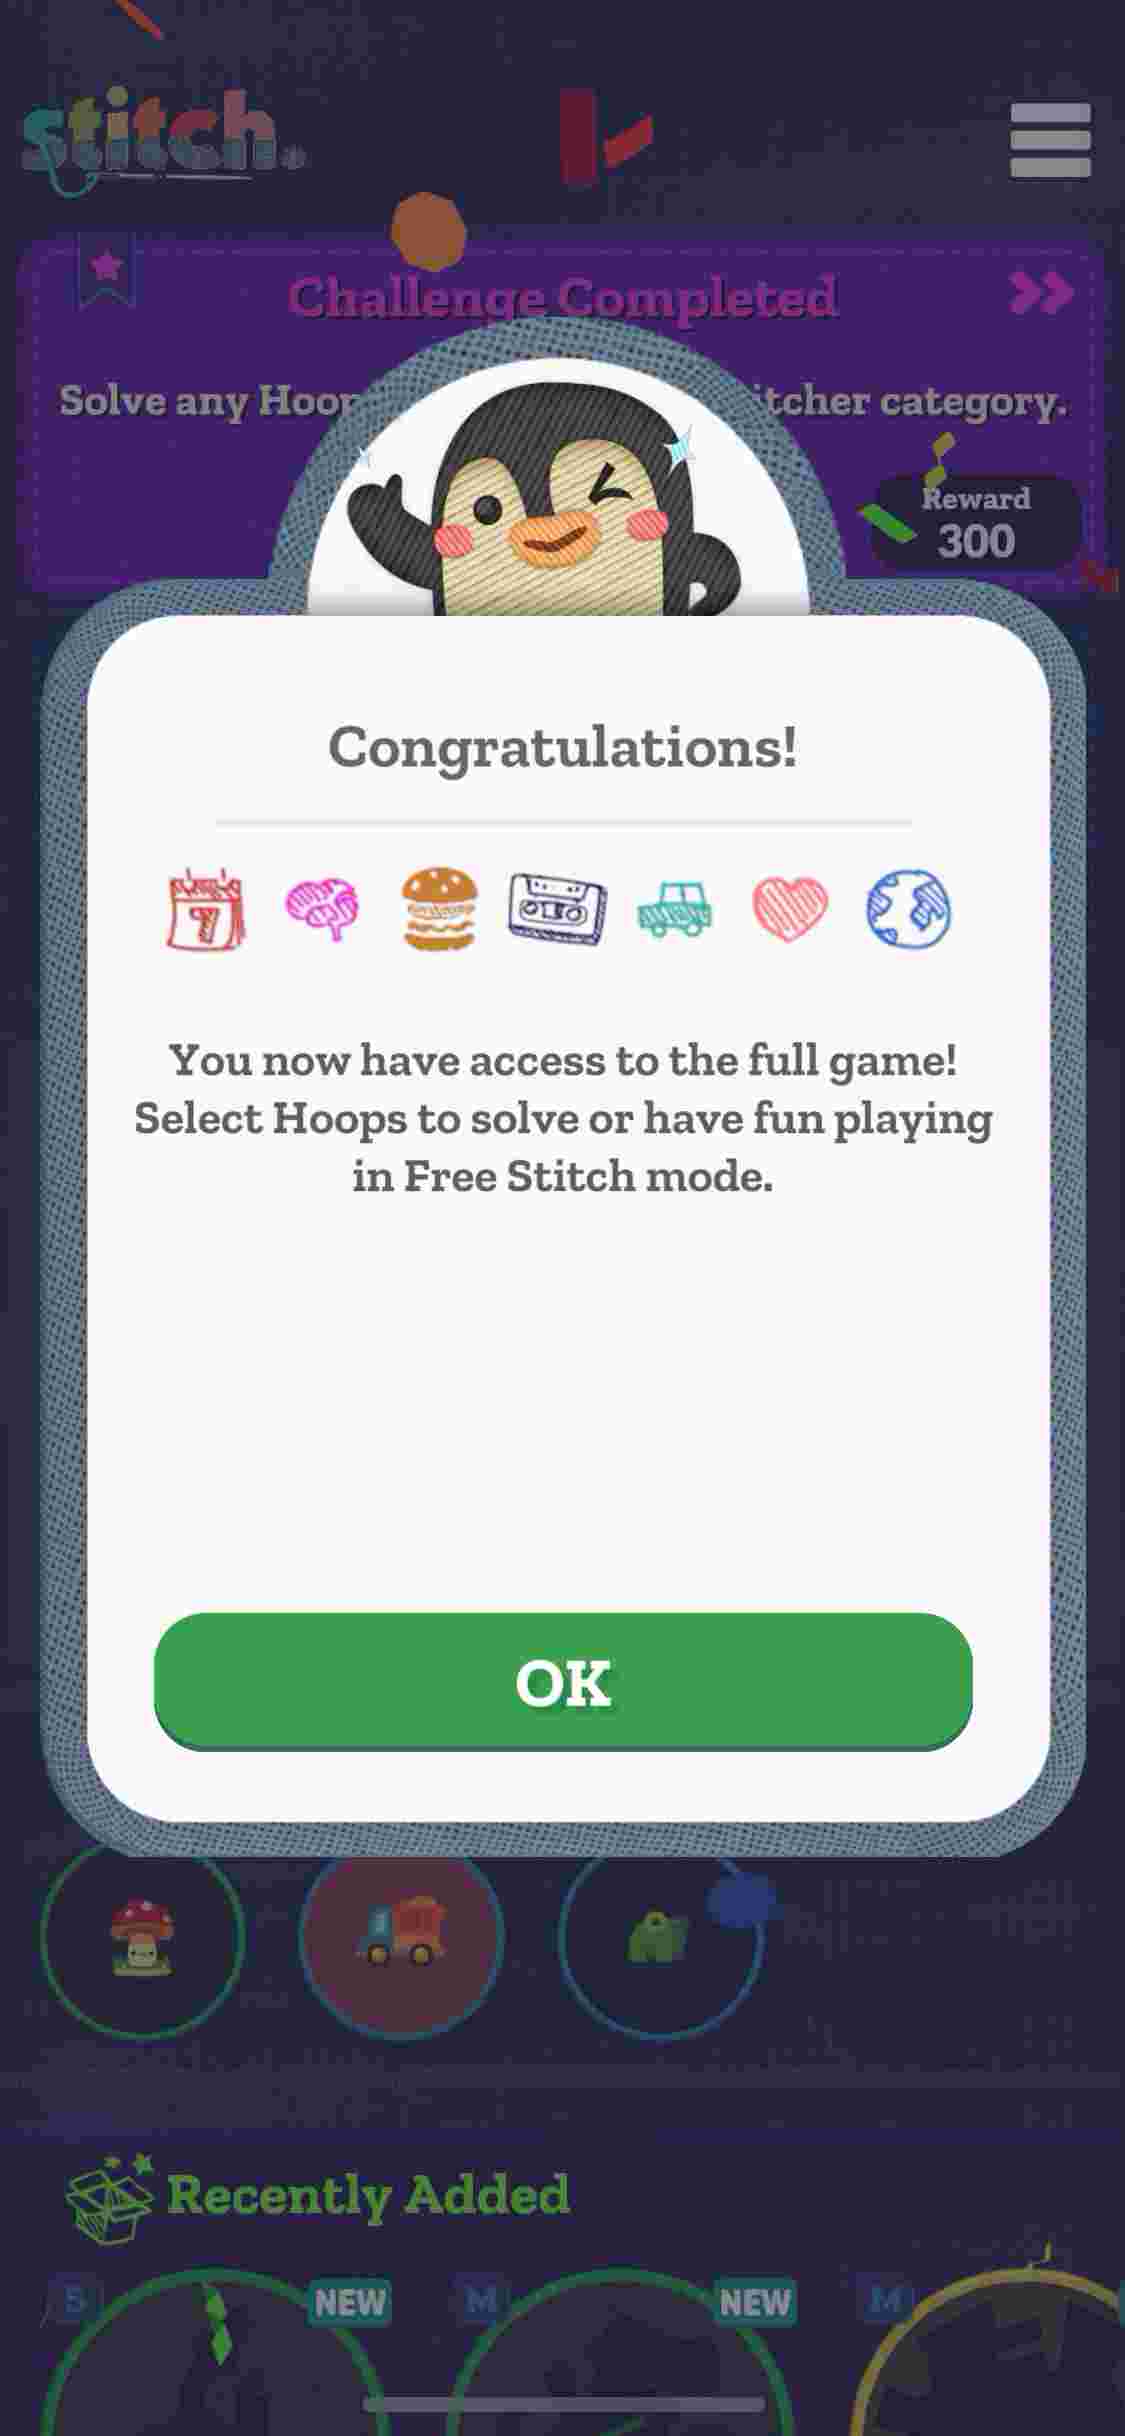 stitch.
Challenge Completed
Solve any Hoop
itcher category.
Reward
300
Congratulations!
7
You now have access to the full game!
Select Hoops to solve or have fun playing
in Free Stitch mode.
OK
Recently Added
S
NEW
M
NEW
M